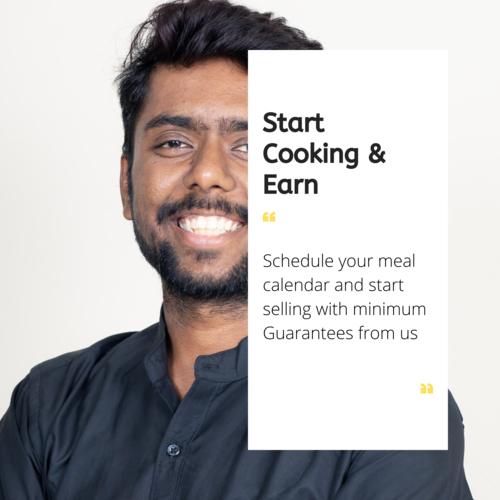 Start
Cooking &
Earn
“
Schedule your meal
calendar and start
selling with minimum
Guarantees from us
”